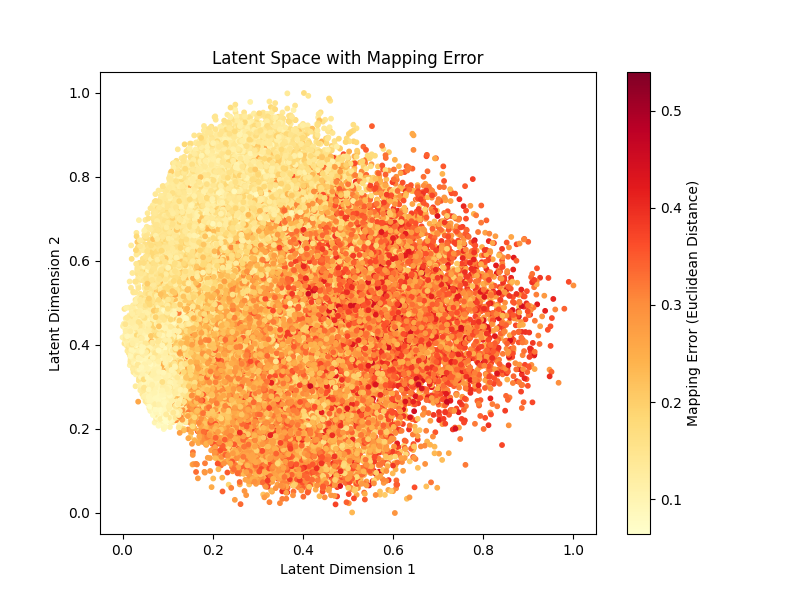 Latent Space with Mapping Error
1.0
0.8
0.6
0.4
0.2
0.0
Latent Dimension 2
0.0 0.2 0.4 0.6 0.8 1.0
Latent Dimension 1
0.5
0.4
0.3
0.2
0.1
Mapping Error (Euclidean Distance)